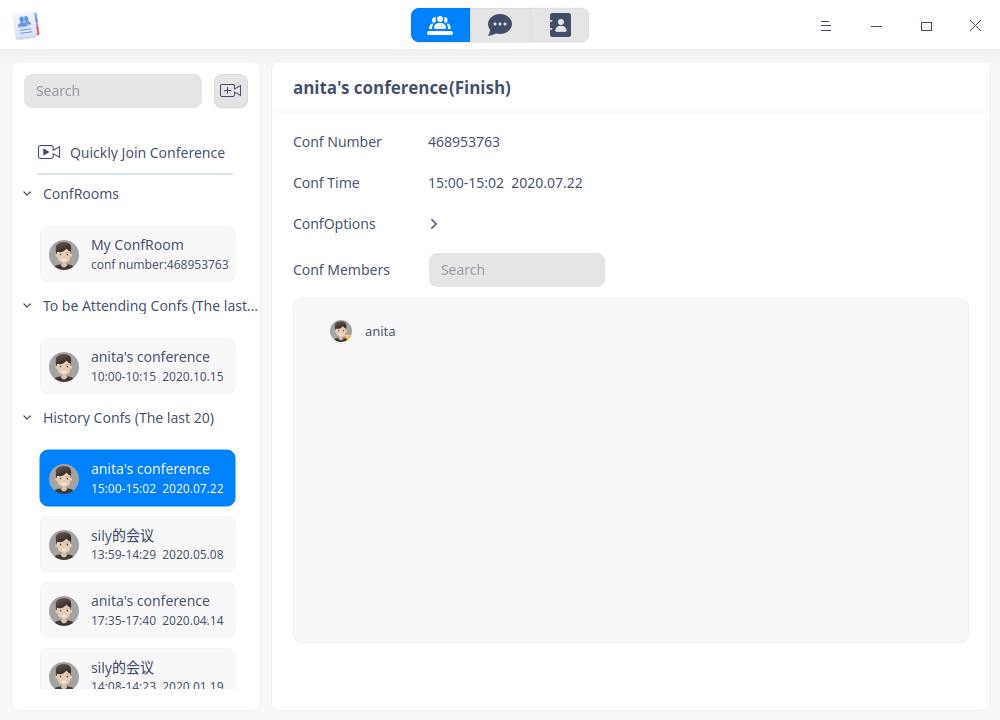 Search
Quickly Join Conference
ConfRooms
My ConfRoom
conf number:468953763
To be Attending Confs (The last...
anita's conference
10:00-10:15 2020.10.15
History Confs (The last 20)
anita's conference
15:00-15:02 2020.07.22
sily的会议
13:59-14:29 2020.05.08
anita's conference
17:35-17:40 2020.04.14
sily的会议
14:08-14:23 2020.01.19
anita's conference(Finish)
Conf Number 468953763
Conf Time 15:00-15:02 2020.07.22
ConfOptions
Conf Members Search
anita